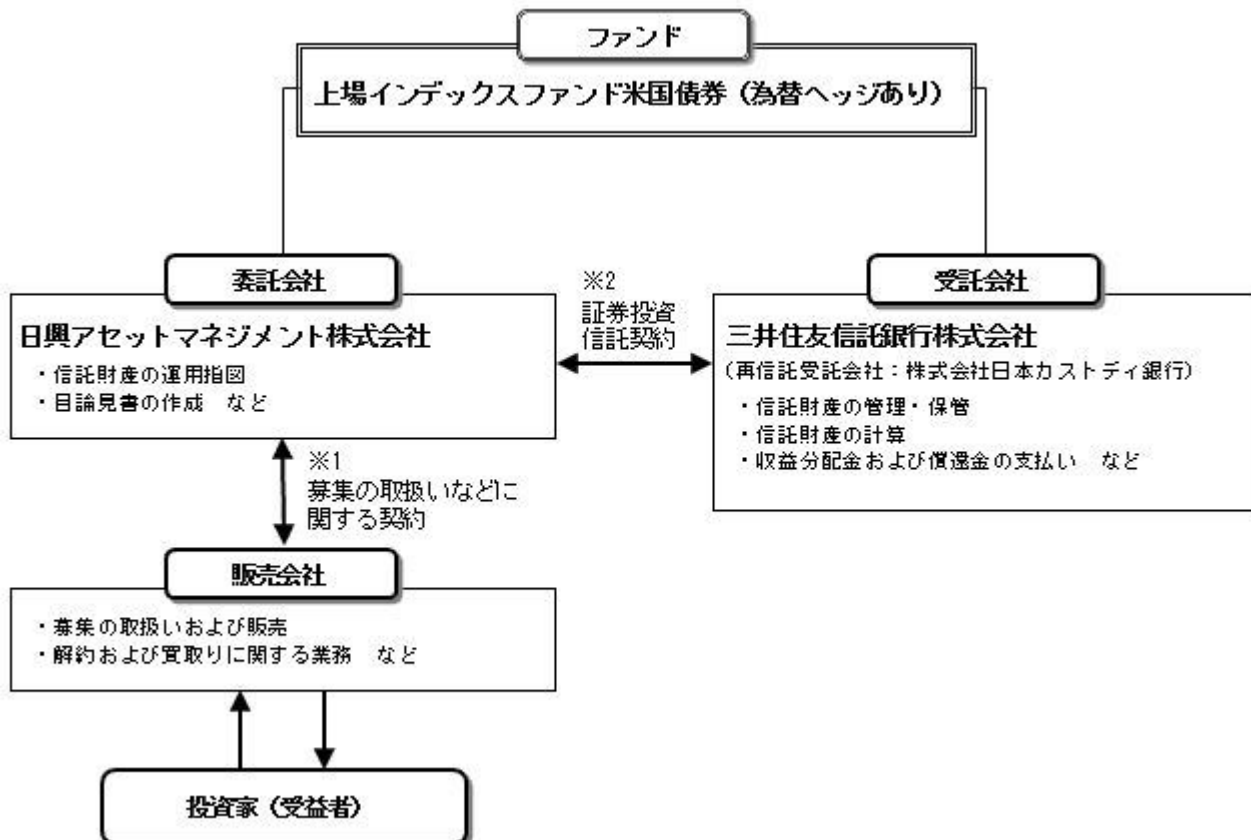 ファンド
上場インデックスファンド米国債券（為替ヘッジあり）
委託会社
日興アセットマネジメント株式会社
・信託財産の運用指図
・目論見書の作成　など
※2
証券投資
信託契約
受託会社
三井住友信託銀行株式会社
（再信託受託会社：株式会社日本カストディ銀行）
・信託財産の管理・保管
・信託財産の計算
・収益分配金および償還金の支払い　など
※1
募集の取扱いなどに
関する契約
販売会社
・募集の取扱いおよび販売
・解約および買取りに関する業務　など
投資家（受益者）